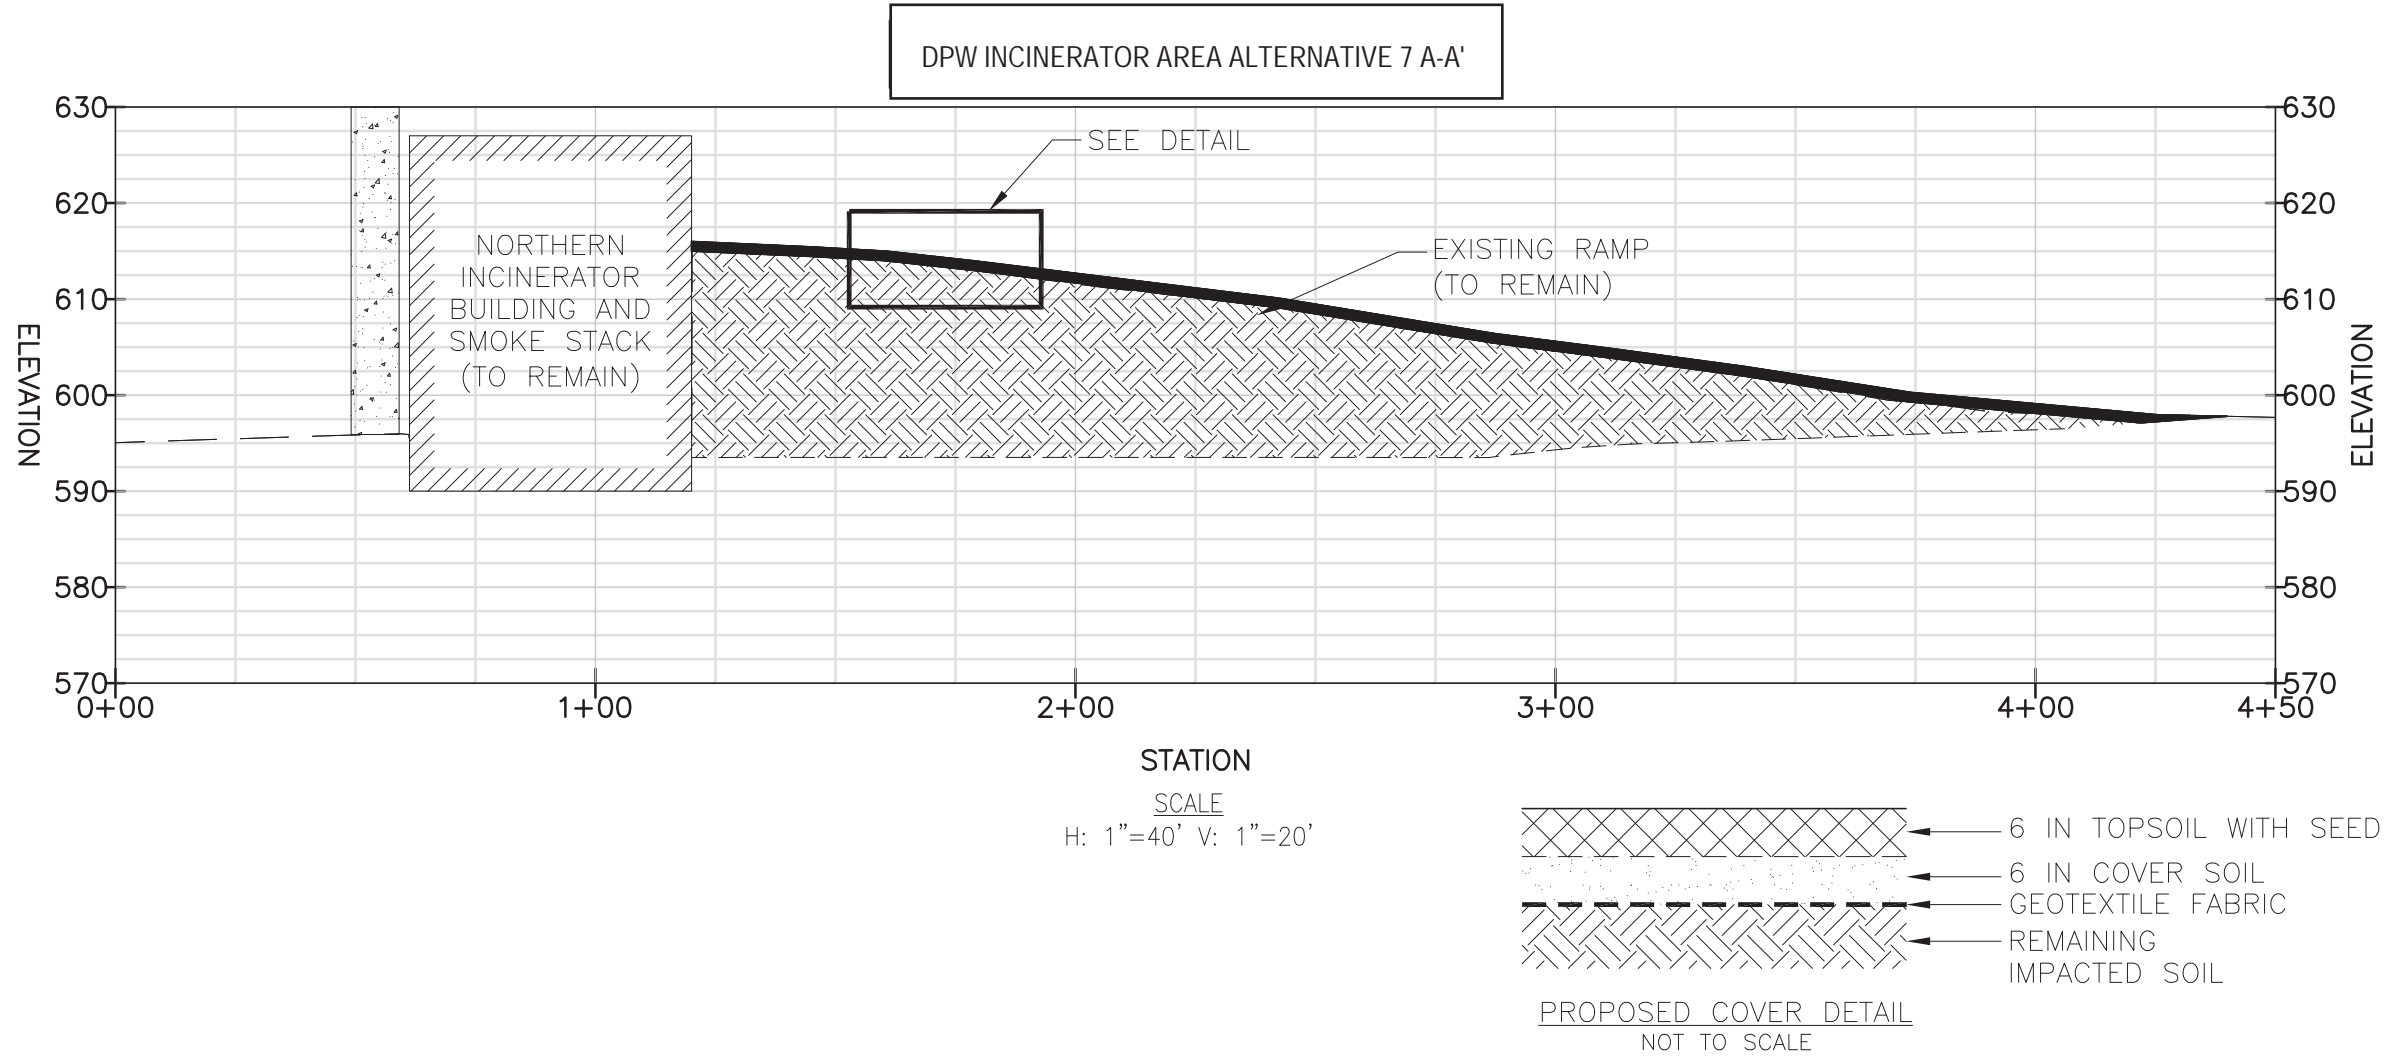 DPW INCINERATOR AREA ALTERNATIVE 7 A-A'
630
630
SEE DETAIL
620
620
NORTHERN
INCINERATOR
BUILDING AND
SMOKE STACK
(TO REMAIN)
EXISTING RAMP
(TO REMAIN)
610
610
ELEVATION
ELEVATION
600
600
590
590
580
580
570
570
0+00
1+00
2+00
3+00
4+00
4+50
STATION
SCALE
H: 1"=40' V: 1"=20'
6 IN TOPSOIL WITH SEED
6 IN COVER SOIL
GEOTEXTILE FABRIC
REMAINING
IMPACTED SOIL
PROPOSED COVER DETAIL
NOT TO SCALE